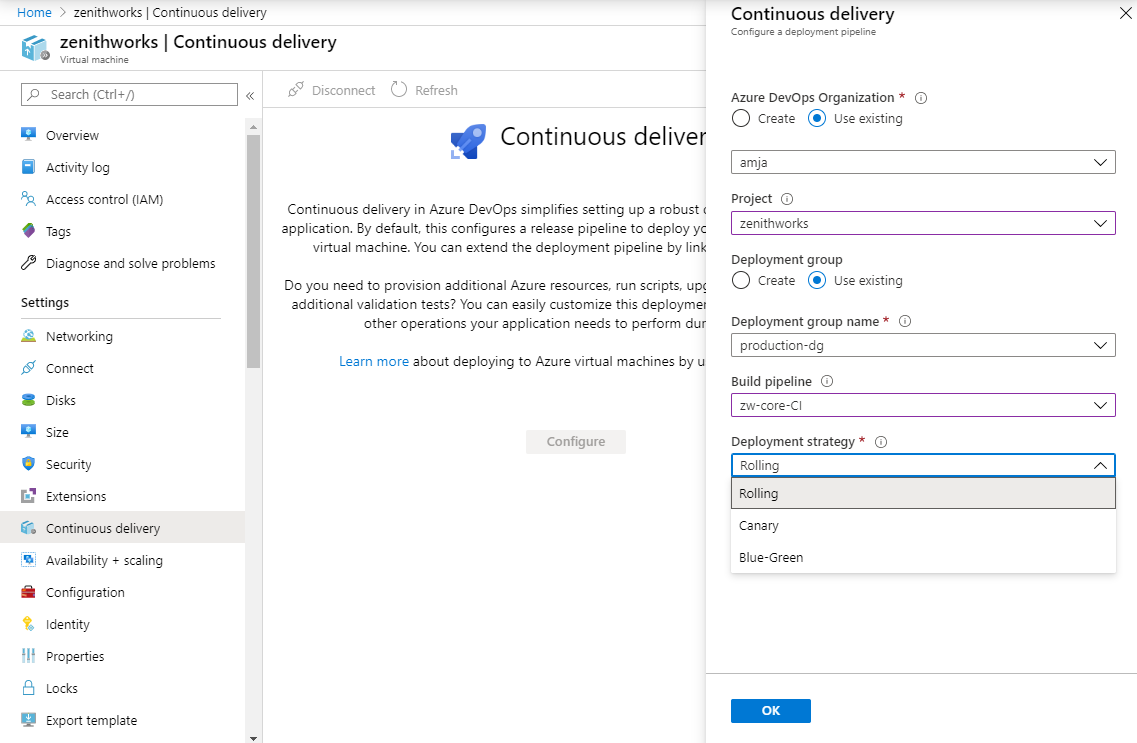 Home > zenithworks | Continuous delivery
zenithworks | Continuous delivery
Virtual machine
Search (Ctrl+/)
«
Overview
Activity log
Access control (IAM)
Tags
Diagnose and solve problems
Settings
Networking
Connect
Disks
Size
Security
Extensions
Continuous delivery
Availability + scaling
Configuration
Identity
Properties
Locks
Export template
Disconnect
Refresh
Continuous deliver
Continuous delivery in Azure DevOps simplifies setting up a robust
application. By default, this configures a release pipeline to deploy yo
virtual machine. You can extend the deployment pipeline by link
Do you need to provision additional Azure resources, run scripts, upg
additional validation tests? You can easily customize this deploymen
other operations your application needs to perform dur
Learn more about deploying to Azure virtual machines by u
Configure
Continuous delivery
Configure a deployment pipeline
Azure DevOps Organization *
Create
Use existing
amja
Project
zenithworks
Deployment group
Create
Use existing
Deployment group name *
production-dg
Build pipeline
zw-core-CI
Deployment strategy *
Rolling
Rolling
Canary
Blue-Green
OK